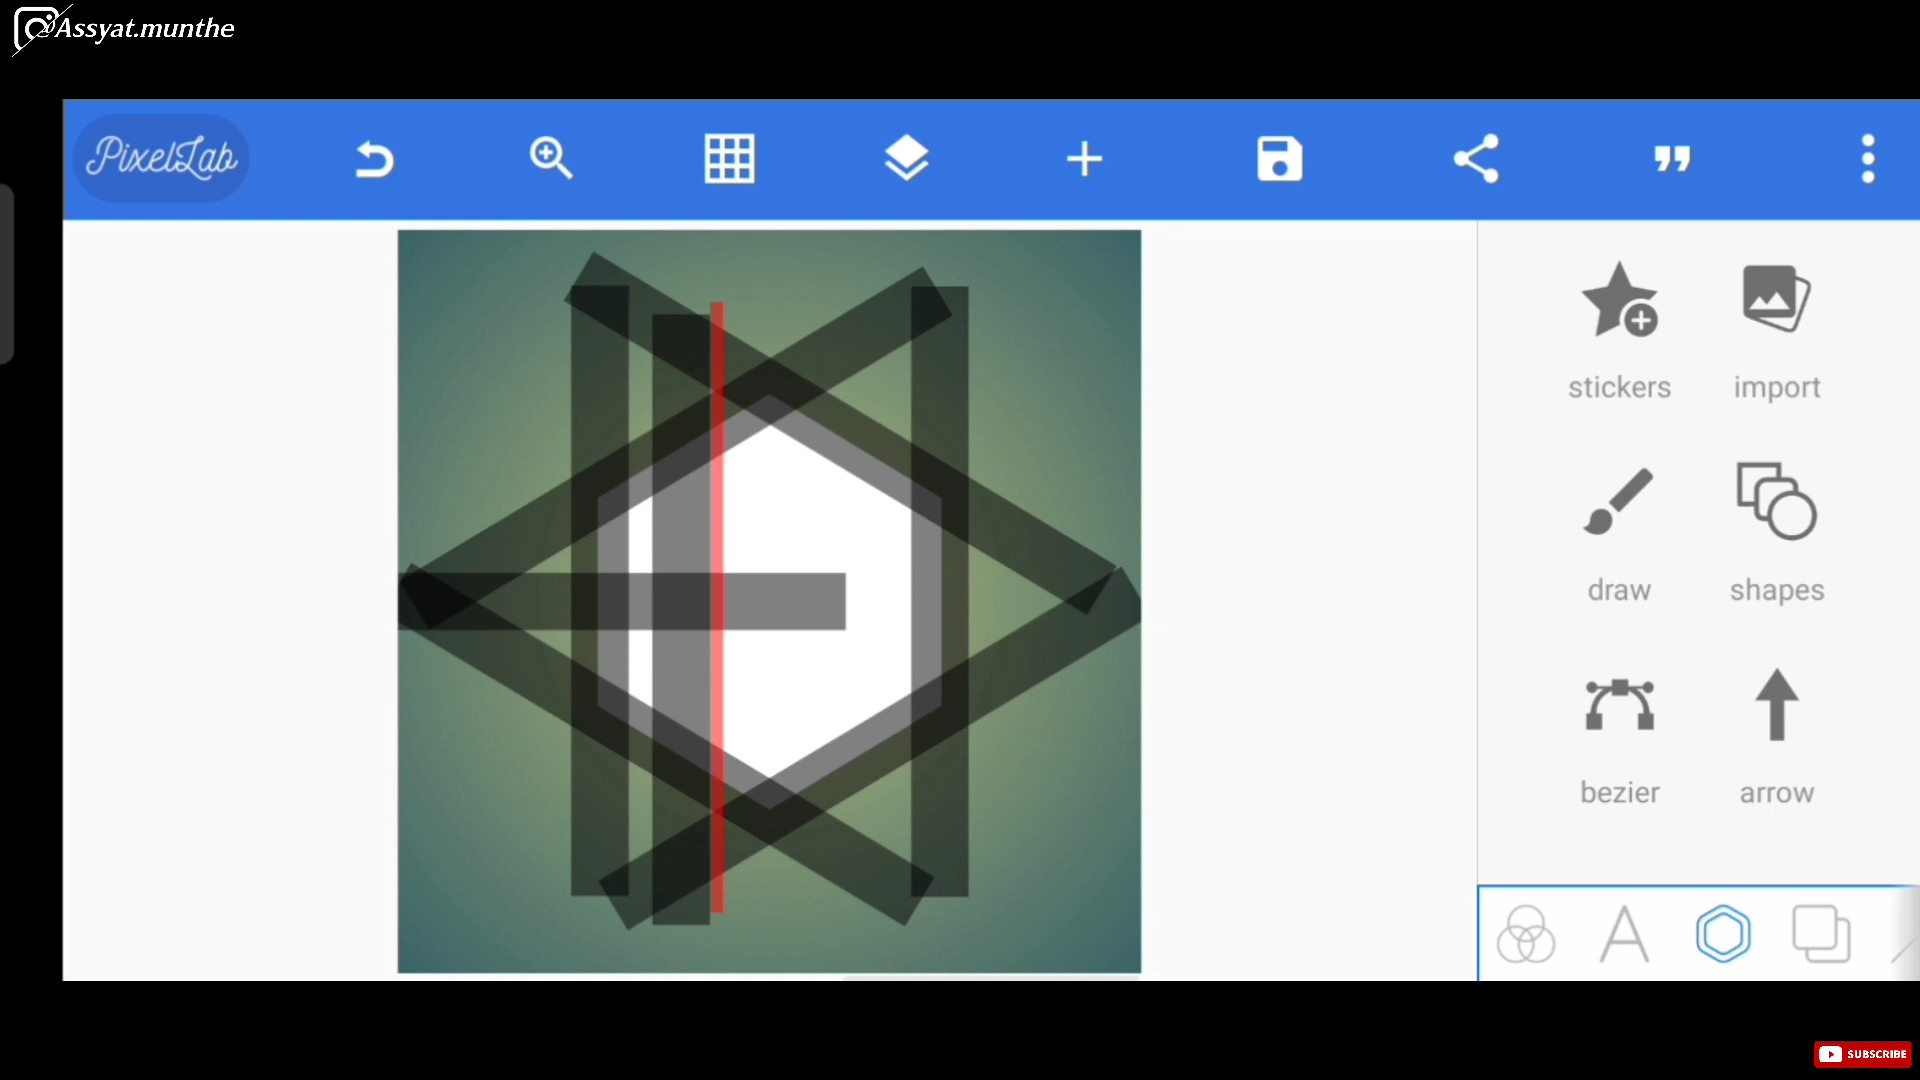 @Assyat.munthe
PixelLab
stickers
import
draw
shapes
bezier
arrow
SUBSCRIBE